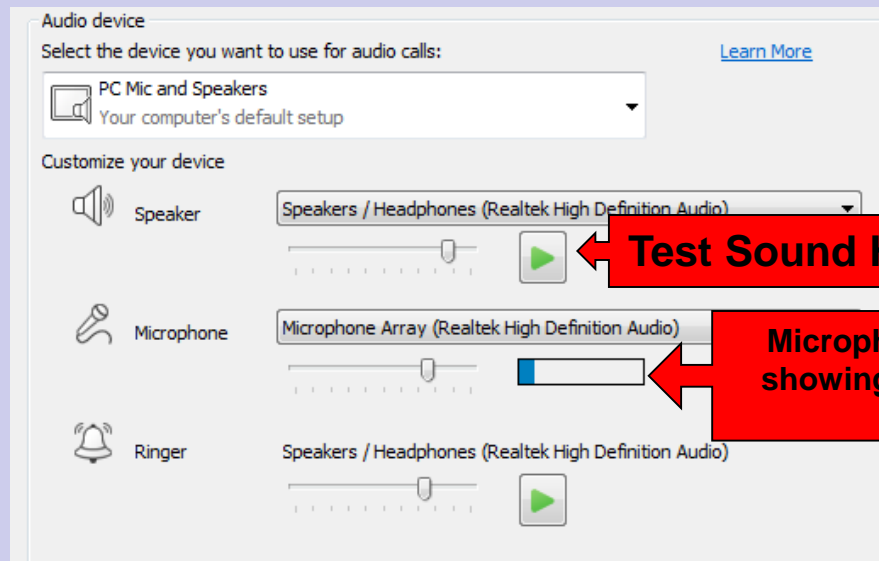 Audio device
Select the device you want to use for audio calls:
Learn More
PC Mic and Speakers
Your computer's default setup
Customize your device
Speaker
Speakers / Headphones (Realtek High Definition Audio)
Test Sound
Microphone
Microphone Array (Realtek High Definition Audio)
showing
Ringer
Speakers / Headphones (Realtek High Definition Audio)